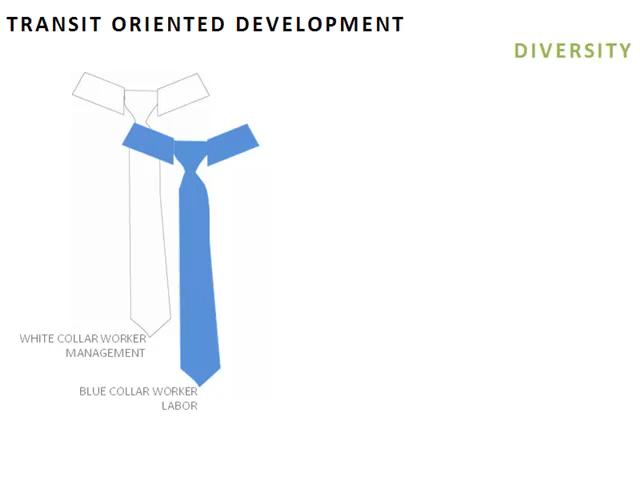 TRANSIT ORIENTED DEVELOPMENT
DIVERSITY
WHITE COLLAR WORKER
MANAGEMENT
BLUE COLLAR WORKER
LABOR